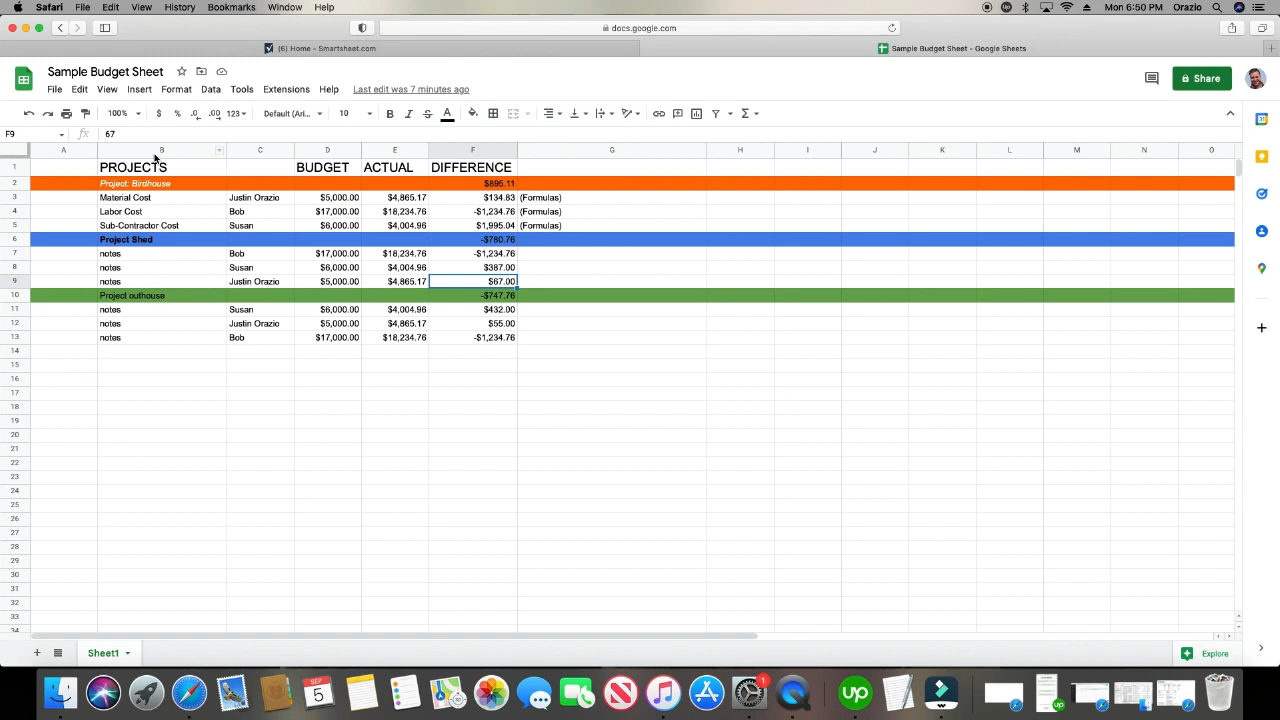 Safari File Edit View History Bookmarks Window Help Mon 6:50 PM Orazio
docs.google.com
(6) Home - Smartsheet.com
Sample Budget Sheet - Google Sheets
Sample Budget Sheet
File Edit View Insert Format Data Tools Extensions Help Last edit was 7 minutes ago
Share
100% $ % .0 .00 123 Default (Ari... 10 B I S A
F9 fx 67
A B C D E F G H I J K L M N O
1 PROJECTS BUDGET ACTUAL DIFFERENCE
2 Project: Birdhouse $895.11
3 Material Cost Justin Orazio $5,000.00 $4,865.17 $134.83 (Formulas)
4 Labor Cost Bob $17,000.00 $18,234.76 -$1,234.76 (Formulas)
5 Sub-Contractor Cost Susan $6,000.00 $4,004.96 $1,995.04 (Formulas)
6 Project Shed -$780.76
7 notes Bob $17,000.00 $18,234.76 -$1,234.76
8 notes Susan $6,000.00 $4,004.96 $387.00
9 notes Justin Orazio $5,000.00 $4,865.17 $67.00
10 Project outhouse -$747.76
11 notes Susan $6,000.00 $4,004.96 $432.00
12 notes Justin Orazio $5,000.00 $4,865.17 $55.00
13 notes Bob $17,000.00 $18,234.76 -$1,234.76
14
15
16
17
18
19
20
21
22
23
24
25
26
27
28
29
30
31
32
33
34
Sheet1
Explore
SEP
5
1
up